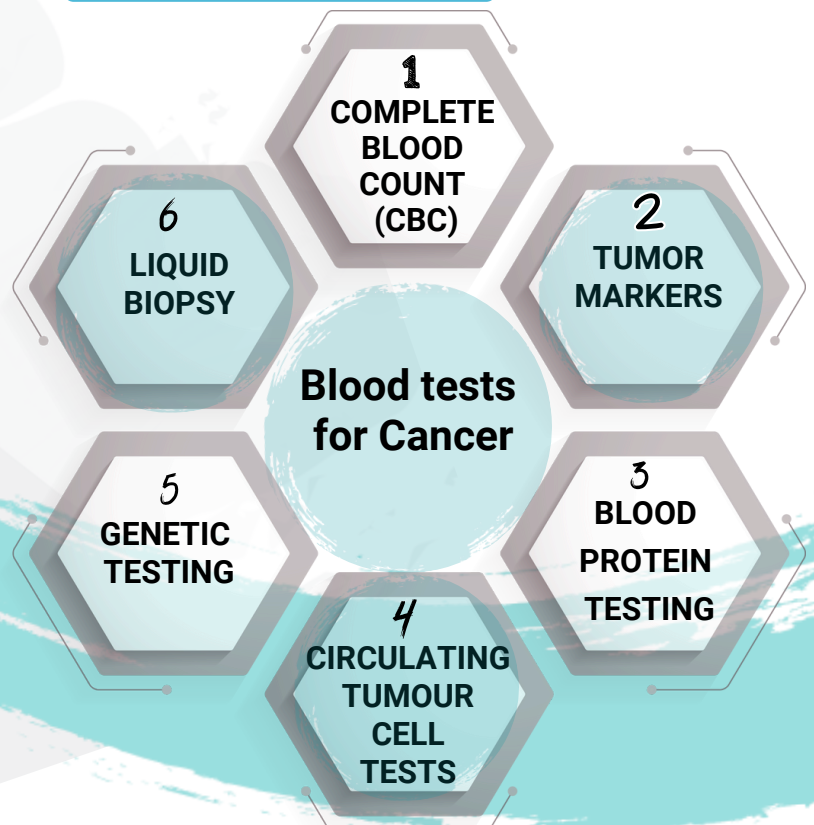 Blood tests
for Cancer
1
COMPLETE
BLOOD
COUNT
(CBC)
2
TUMOR
MARKERS
3
BLOOD
PROTEIN
TESTING
4
CIRCULATING
TUMOUR
CELL
TESTS
5
GENETIC
TESTING
6
LIQUID
BIOPSY